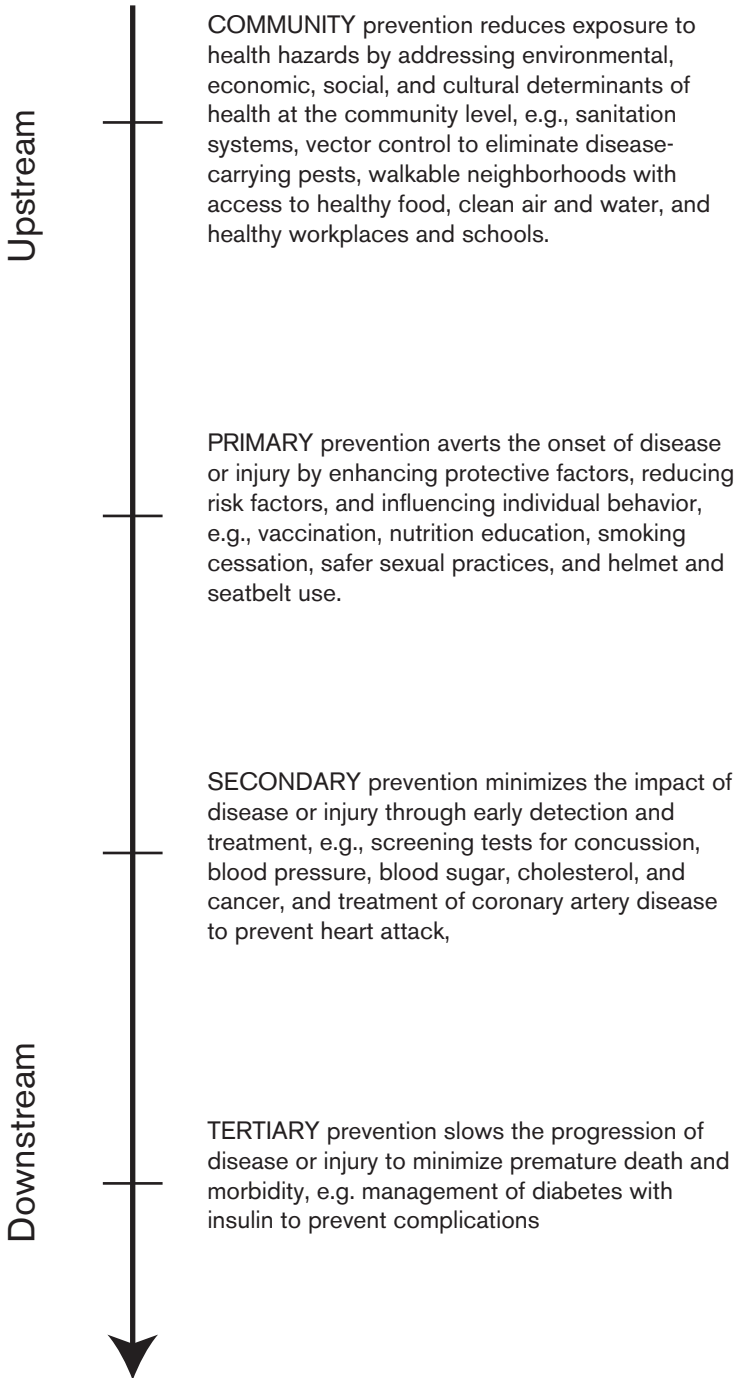 Upstream
COMMUNITY prevention reduces exposure to
health hazards by addressing environmental,
economic, social, and cultural determinants of
health at the community level, e.g., sanitation
systems, vector control to eliminate disease-
carrying pests, walkable neighborhoods with
access to healthy food, clean air and water, and
healthy workplaces and schools.
PRIMARY prevention averts the onset of disease
or injury by enhancing protective factors, reducing
risk factors, and influencing individual behavior,
e.g., vaccination, nutrition education, smoking
cessation, safer sexual practices, and helmet and
seatbelt use.
SECONDARY prevention minimizes the impact of
disease or injury through early detection and
treatment, e.g., screening tests for concussion,
blood pressure, blood sugar, cholesterol, and
cancer, and treatment of coronary artery disease
to prevent heart attack,
Downstream
TERTIARY prevention slows the progression of
disease or injury to minimize premature death and
morbidity, e.g. management of diabetes with
insulin to prevent complications